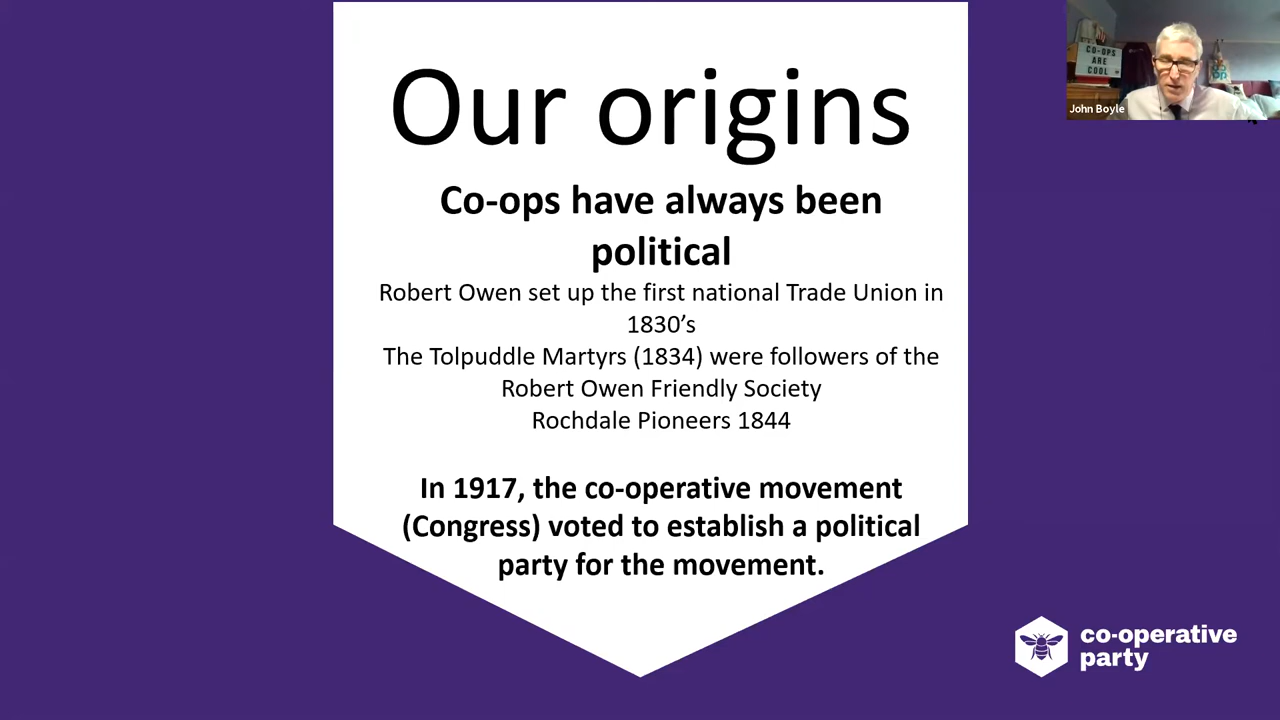 Our origins
Co-ops have always been
political
Robert Owen set up the first national Trade Union in
1830’s
The Tolpuddle Martyrs (1834) were followers of the
Robert Owen Friendly Society
Rochdale Pioneers 1844
In 1917, the co-operative movement
(Congress) voted to establish a political
party for the movement.
CO-OPS
ARE
COOL
John Boyle
co-operative
party